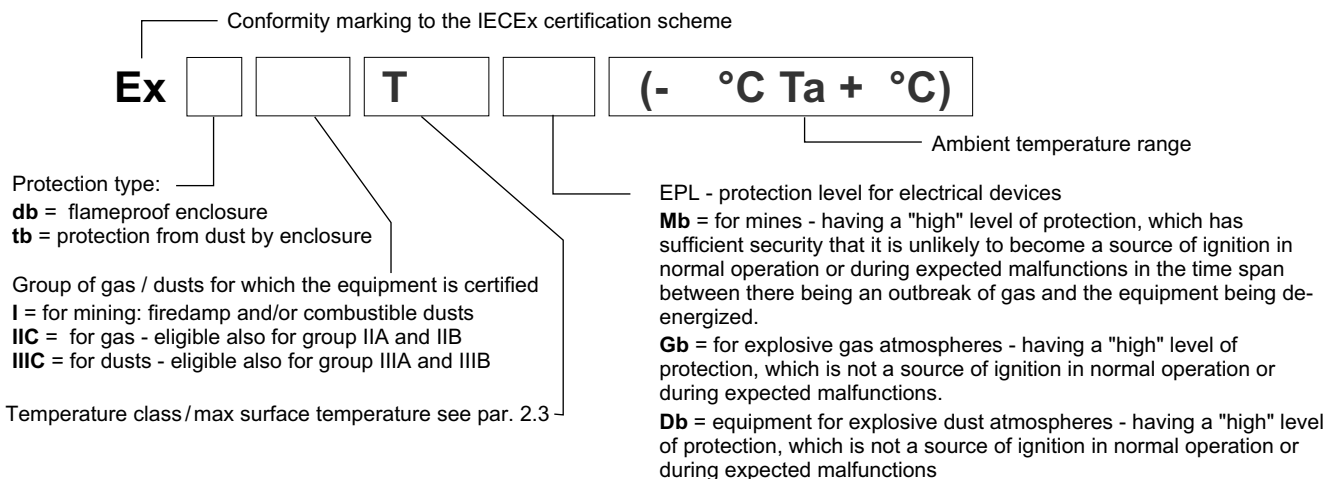 Conformity marking to the IECEx certification scheme
Ex T (- °C Ta + °C)
Ambient temperature range
Protection type:
db = flameproof enclosure
tb = protection from dust by enclosure
Group of gas / dusts for which the equipment is certified
I = for mining: firedamp and/or combustible dusts
IIC = for gas - eligible also for group IIA and IIB
IIIC = for dusts - eligible also for group IIIA and IIIB
Temperature class/max surface temperature see par. 2.3
EPL - protection level for electrical devices
Mb = for mines - having a "high" level of protection, which has
sufficient security that it is unlikely to become a source of ignition in
normal operation or during expected malfunctions in the time span
between there being an outbreak of gas and the equipment being de-
energized.
Gb = for explosive gas atmospheres - having a "high" level of
protection, which is not a source of ignition in normal operation or
during expected malfunctions.
Db = equipment for explosive dust atmospheres - having a "high" level
of protection, which is not a source of ignition in normal operation or
during expected malfunctions